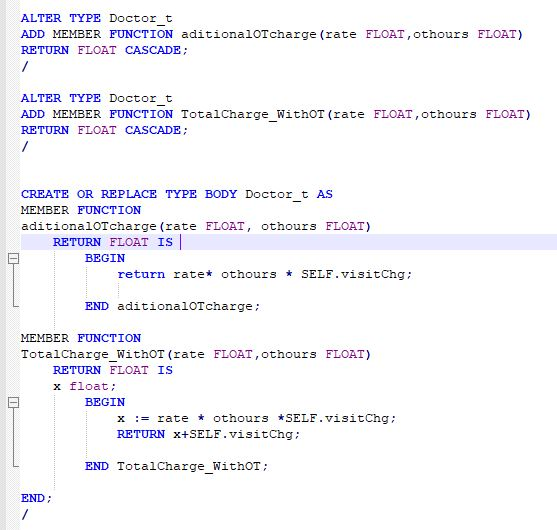 ALTER TYPE Doctor_t
ADD MEMBER FUNCTION aditionalOTcharge(rate FLOAT,othours FLOAT)
RETURN FLOAT CASCADE;
/
ALTER TYPE Doctor_t
ADD MEMBER FUNCTION TotalCharge_WithOT(rate FLOAT,othours FLOAT)
RETURN FLOAT CASCADE;
/
CREATE OR REPLACE TYPE BODY Doctor_t AS
MEMBER FUNCTION
aditionalOTcharge(rate FLOAT, othours FLOAT)
RETURN FLOAT IS
BEGIN
return rate* othours * SELF.visitChg;
END aditionalOTcharge;
MEMBER FUNCTION
TotalCharge_WithOT(rate FLOAT,othours FLOAT)
RETURN FLOAT IS
x float;
BEGIN
x := rate * othours *SELF.visitChg;
RETURN x+SELF.visitChg;
END TotalCharge_WithOT;
END;
/